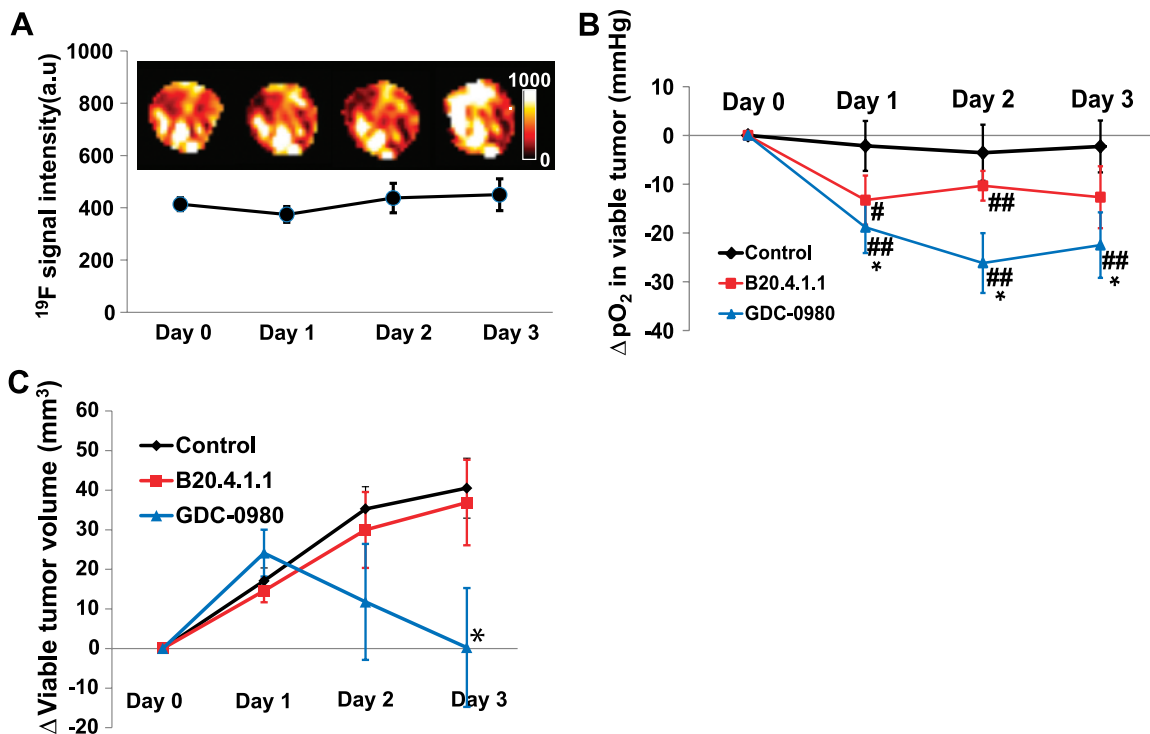 A
¹⁹F signal intensity(a.u)
1000
800
600
400
200
0
1000
0
Day 0 Day 1 Day 2 Day 3
B
ΔpO₂ in viable tumor (mmHg)
10
0
-10
-20
-30
-40
Day 0 Day 1 Day 2 Day 3
#
##
##
*
##
*
##
*
Control
B20.4.1.1
GDC-0980
C
ΔViable tumor volume (mm³)
60
50
40
30
20
10
0
-10
-20
Control
B20.4.1.1
GDC-0980
*
Day 0 Day 1 Day 2 Day 3